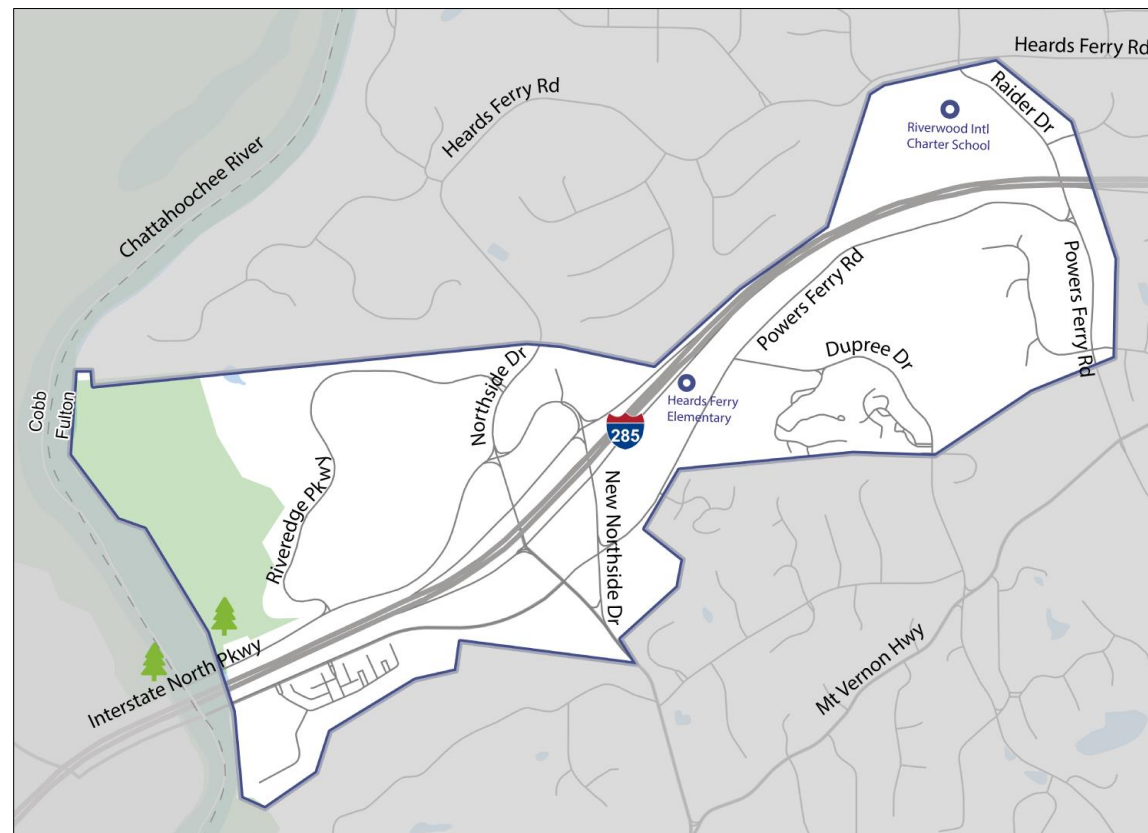 Heards Ferry Rd
Heards Ferry Rd
Raider Dr
Riverwood Intl
Charter School
Chattahoochee River
Powers Ferry Rd
Powers Ferry Rd
Dupree Dr
Northside Dr
Heards Ferry
Elementary
Cobb
Fulton
285
Riveredge Pkwy
New Northside Dr
Interstate North Pkwy
Mt Vernon Hwy